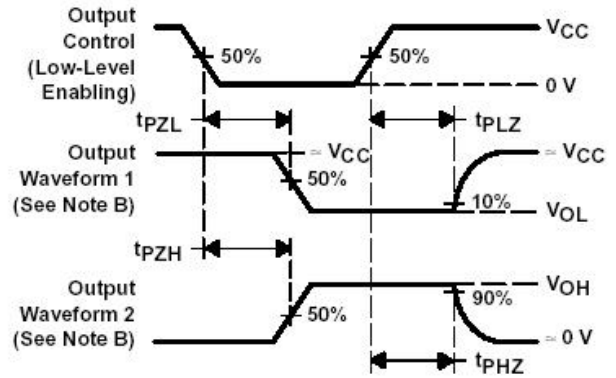 Output
Control
(Low-Level
Enabling)
50%
50%
VCC
0 V
tPZL
tPLZ
Output
Waveform 1
(See Note B)
≈ VCC
50%
≈ VCC
10%
VOL
tPZH
Output
Waveform 2
(See Note B)
50%
VOH
90%
≈ 0 V
tPHZ